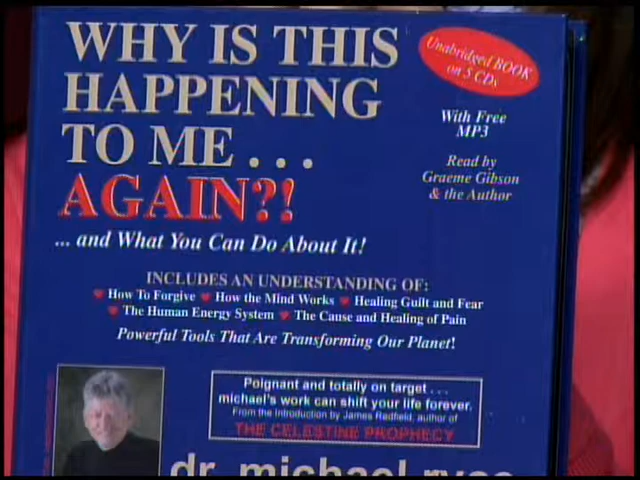 WHY IS THIS
HAPPENING
TO ME...
AGAIN?!
... and What You Can Do About It!
Unabridged BOOK
on 5 CDs
With Free
MP3
Read by
Graeme Gibson
& the Author
INCLUDES AN UNDERSTANDING OF:
How To Forgive ♥ How the Mind Works ♥ Healing Guilt and Fear
The Human Energy System ♥ The Cause and Healing of Pain
Powerful Tools That Are Transforming Our Planet!
Poignant and totally on target...
michael's work can shift your life forever.
From the Introduction by James Redfield, author of
THE CELESTINE PROPHECY
dr. michael ryce